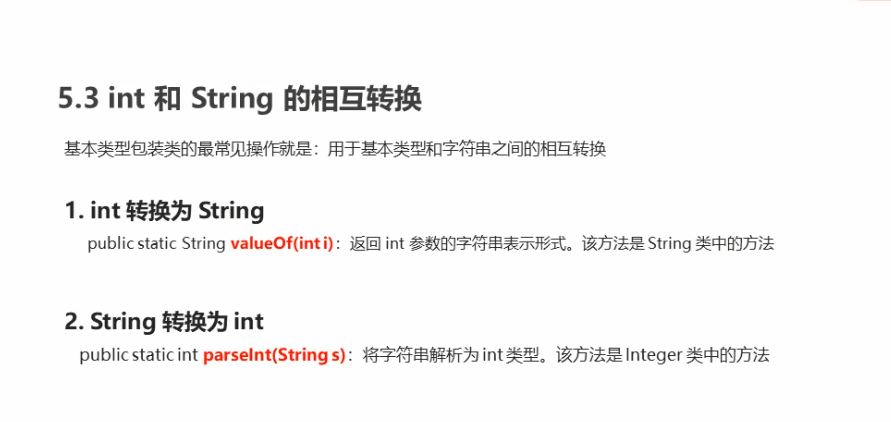 5.3 int 和 String 的相互转换
基本类型包装类的最常见操作就是：用于基本类型和字符串之间的相互转换
1. int 转换为 String
public static String valueOf(int i)：返回 int 参数的字符串表示形式。该方法是 String 类中的方法
2. String 转换为 int
public static int parseInt(String s)：将字符串解析为 int 类型。该方法是 Integer 类中的方法